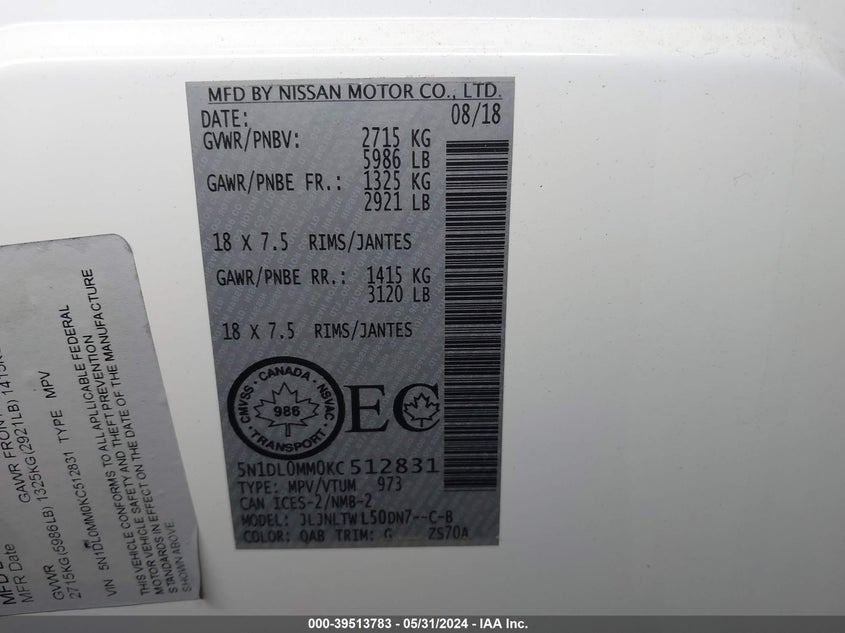 MFD BY NISSAN MOTOR CO., LTD.
DATE: 08/18
GVWR/PNBV: 2715 KG
5986 LB
GAWR/PNBE FR.: 1325 KG
2921 LB
18 X 7.5 RIMS/JANTES
GAWR/PNBE RR.: 1415 KG
3120 LB
18 X 7.5 RIMS/JANTES
CANADA
CMVSS NSVAC
986
TRANSPORT
EC
5N1DL0MM0KC512831
TYPE: MPV/VTUM 973
CAN ICES-2/NMB-2
MODEL: JLJNLTWL50DN7--C-B
COLOR: QAB TRIM: G ZS70A
MFR Date GAWR FRONT
GVWR
2715KG(5986LB) 1325KG(2921LB)
VIN 5N1DL0MM0KC512831 TYPE MPV
THIS VEHICLE CONFORMS TO ALL APLLICABLE FEDERAL
MOTOR VEHICLE SAFETY AND THEFT PREVENTION
STANDARDS IN EFFECT ON THE DATE OF THE MANUFACTURE
SHOWN ABOVE.
000-39513783 - 05/31/2024 - IAA Inc.